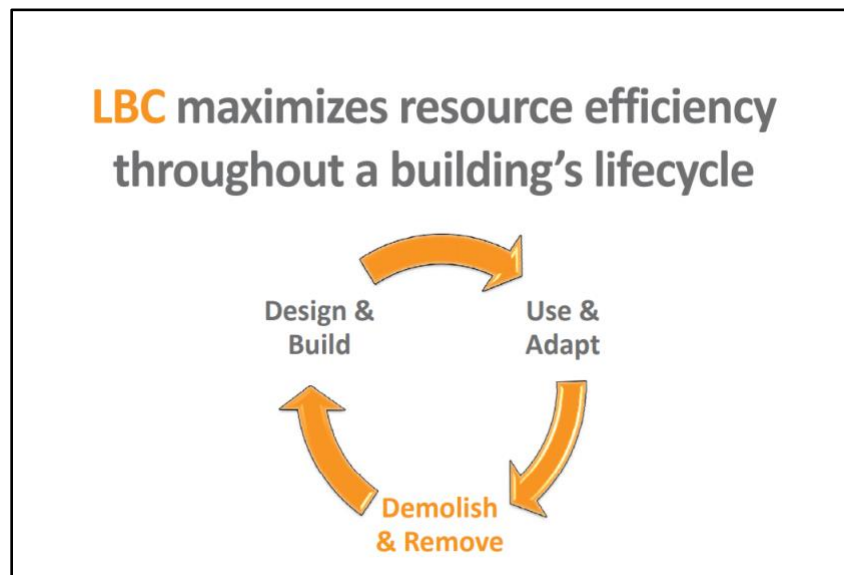 LBC maximizes resource efficiency
throughout a building’s lifecycle
Design &
Build
Use &
Adapt
Demolish
& Remove